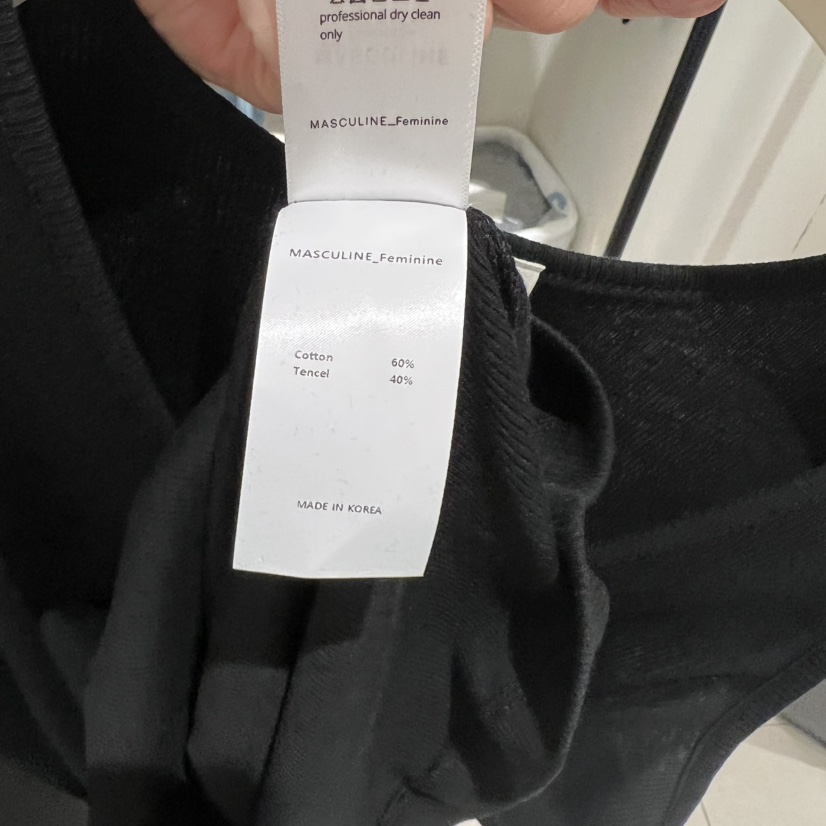 professional dry clean
only
MASCULINE_Feminine
MASCULINE_Feminine
Cotton 60%
Tencel 40%
MADE IN KOREA